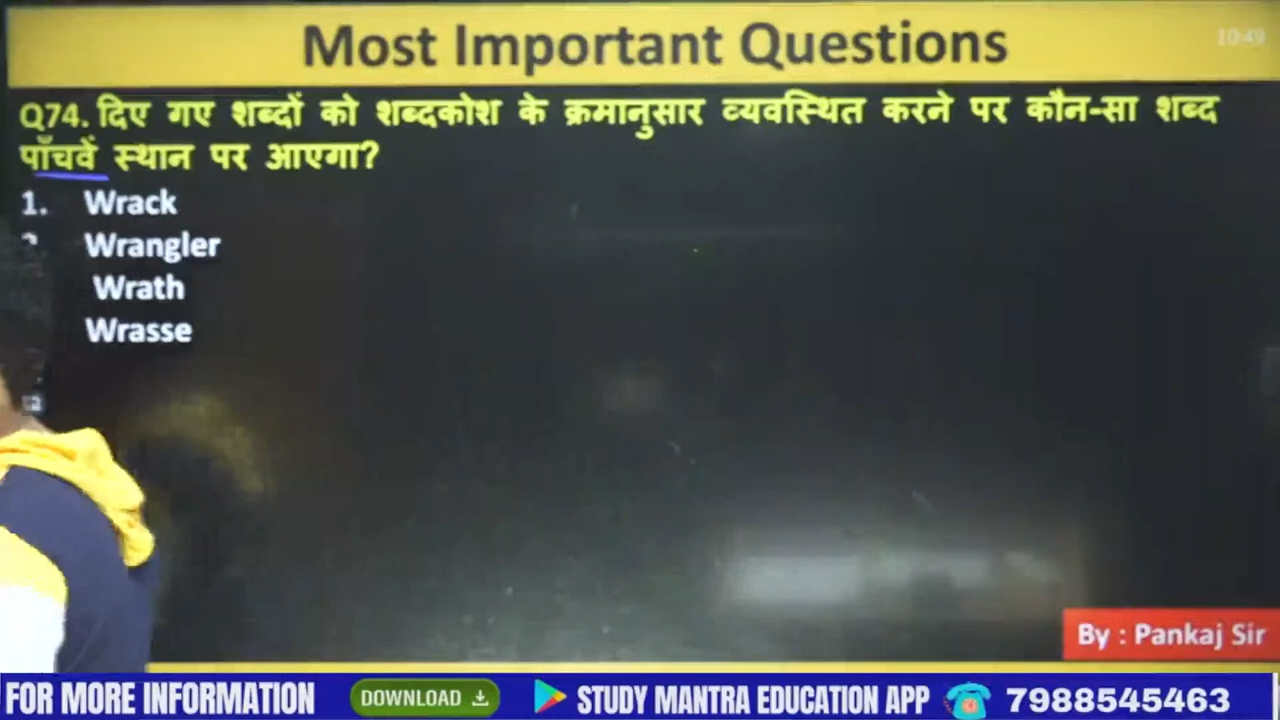 Most Important Questions
10:49
Q74. दिए गए शब्दों को शब्दकोश के क्रमानुसार व्यवस्थित करने पर कौन-सा शब्द
पाँचवें स्थान पर आएगा?
1. Wrack
Wrangler
Wrath
Wrasse
By : Pankaj Sir
FOR MORE INFORMATION DOWNLOAD STUDY MANTRA EDUCATION APP 7988545463